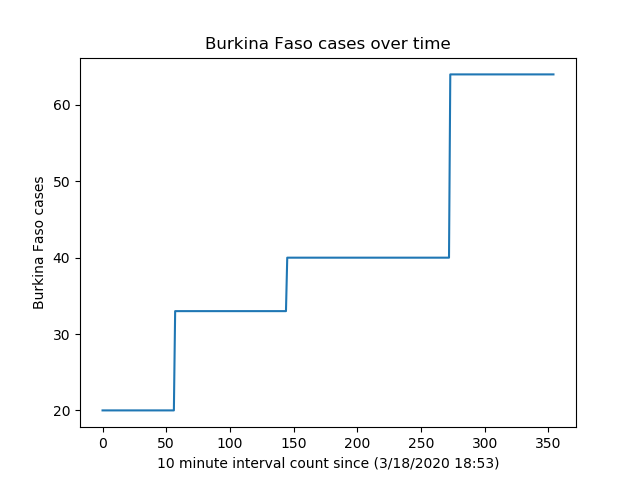 Burkina Faso cases over time
60
50
40
30
20
Burkina Faso cases
0 50 100 150 200 250 300 350
10 minute interval count since (3/18/2020 18:53)